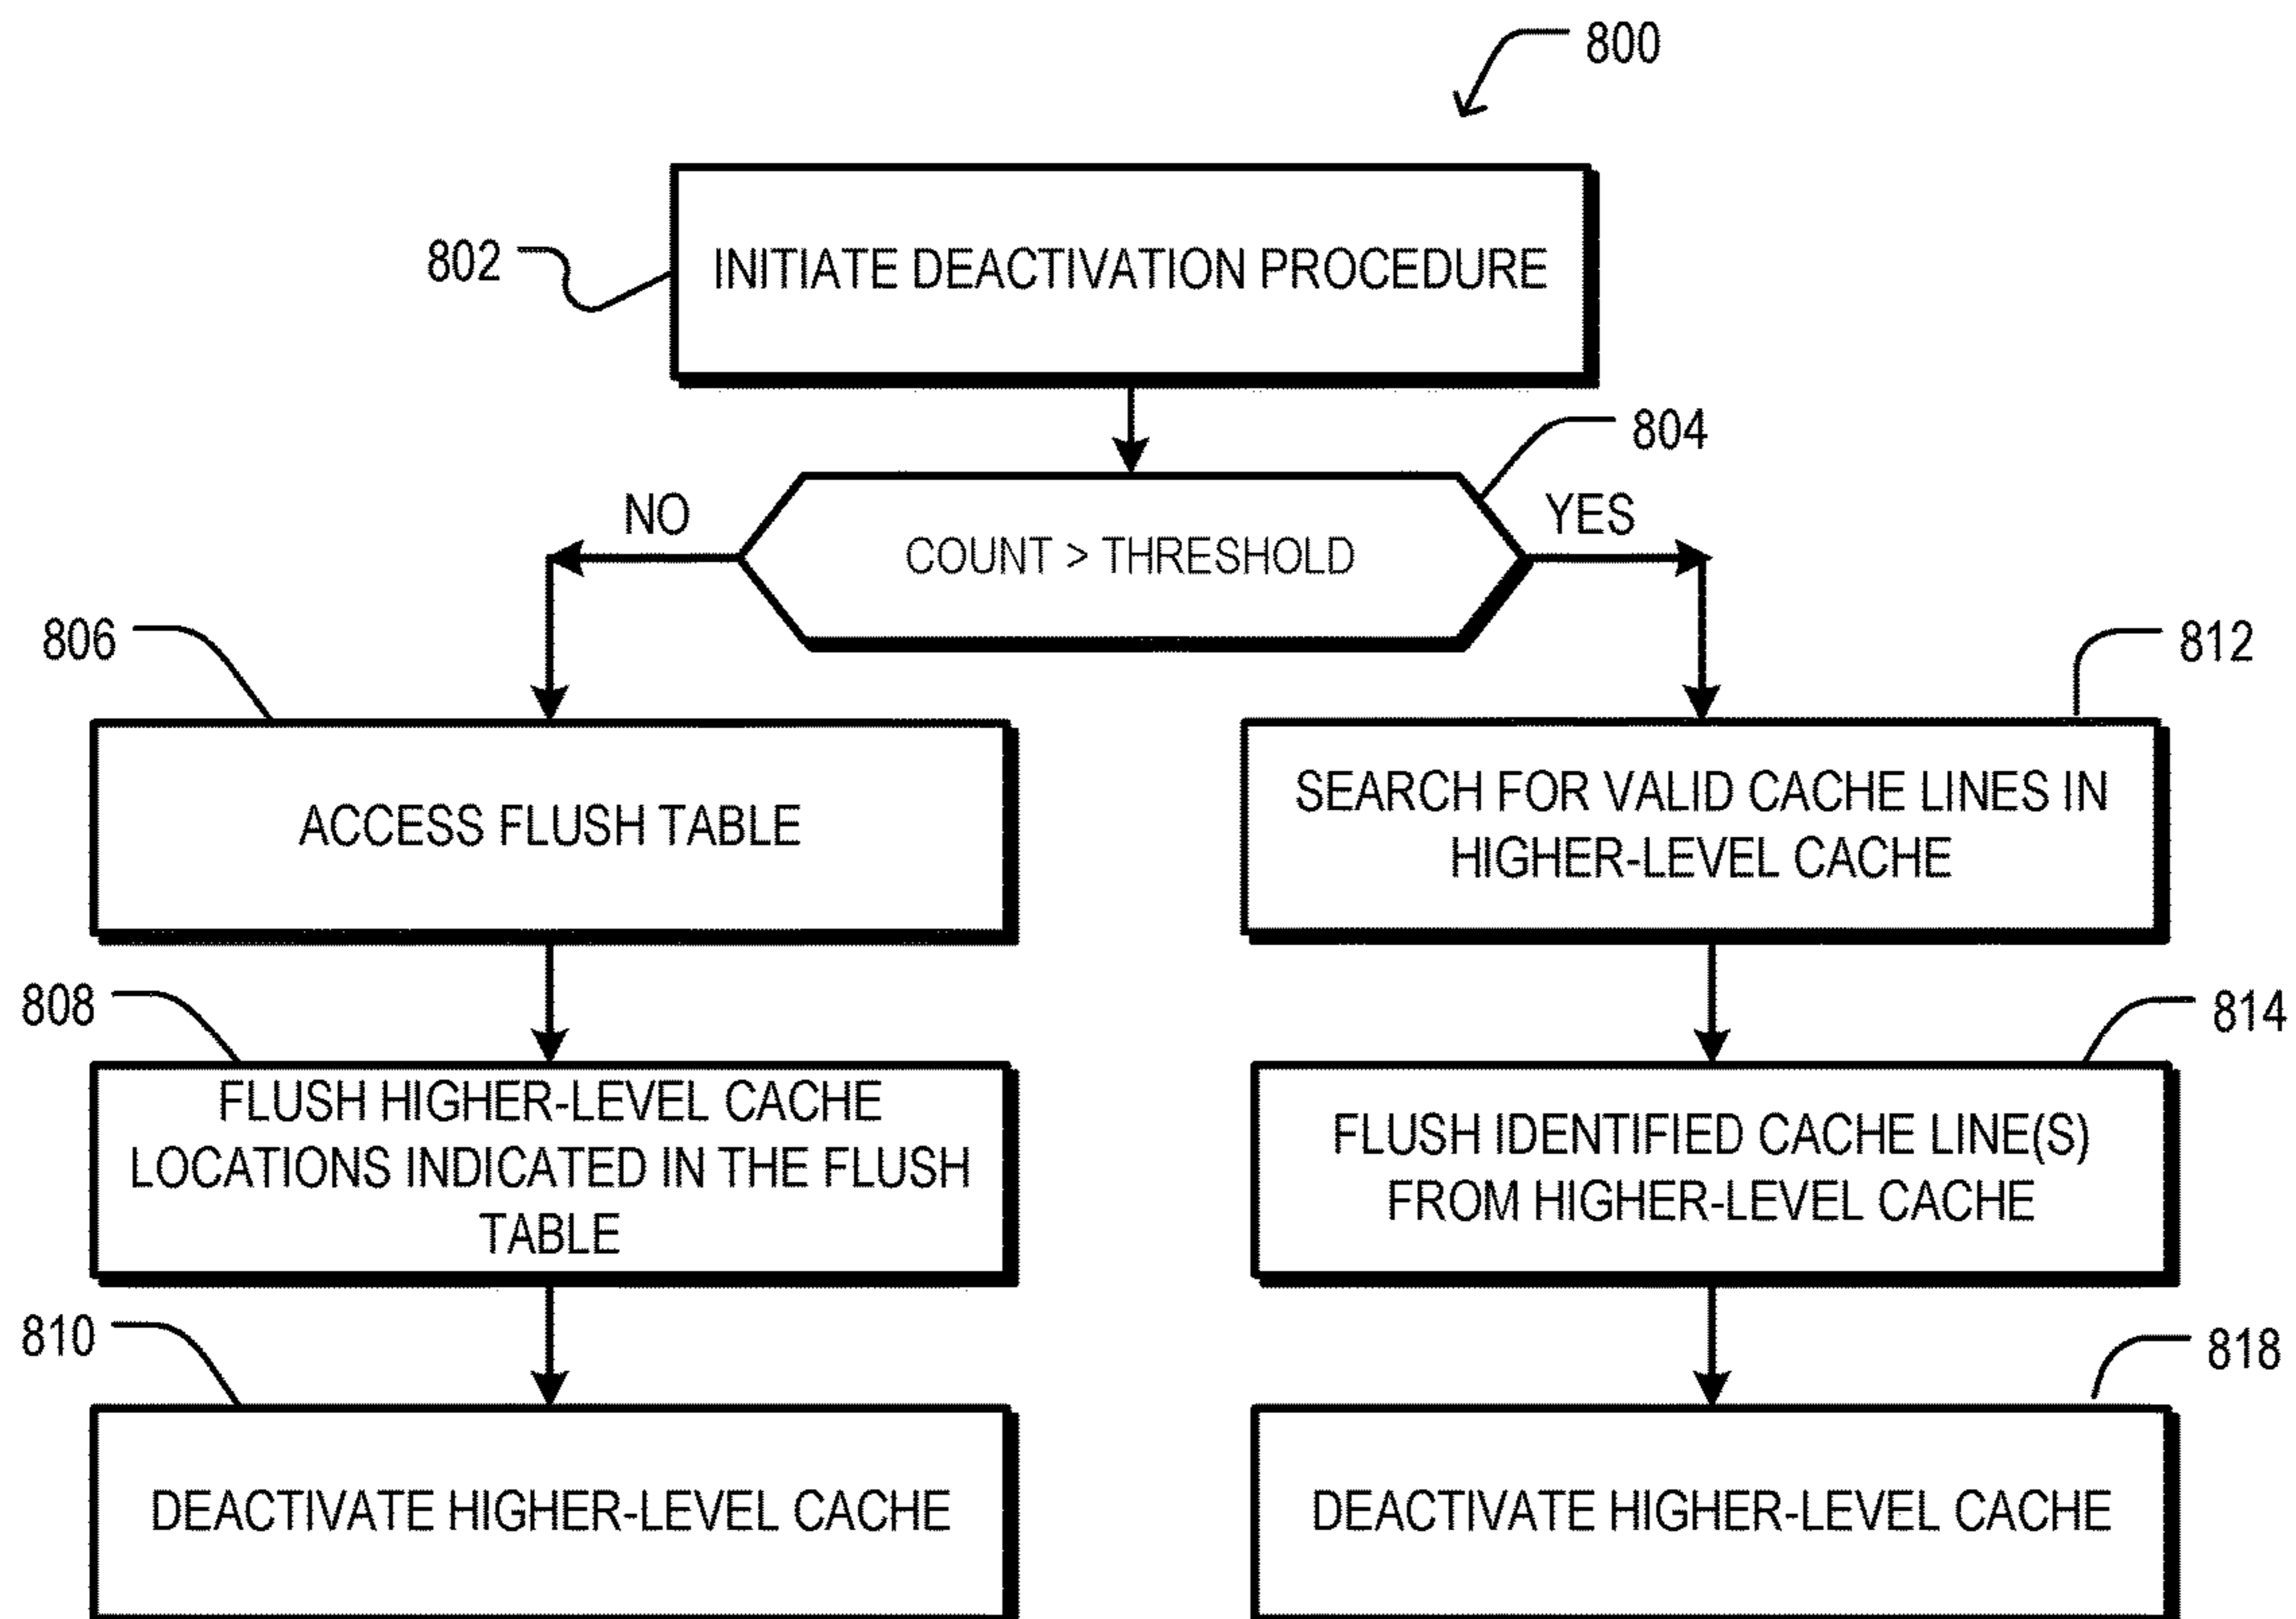 800
802
INITIATE DEACTIVATION PROCEDURE
804
NO
COUNT > THRESHOLD
YES
806
812
ACCESS FLUSH TABLE
SEARCH FOR VALID CACHE LINES IN
HIGHER-LEVEL CACHE
808
814
FLUSH HIGHER-LEVEL CACHE
LOCATIONS INDICATED IN THE FLUSH
TABLE
FLUSH IDENTIFIED CACHE LINE(S)
FROM HIGHER-LEVEL CACHE
810
818
DEACTIVATE HIGHER-LEVEL CACHE
DEACTIVATE HIGHER-LEVEL CACHE